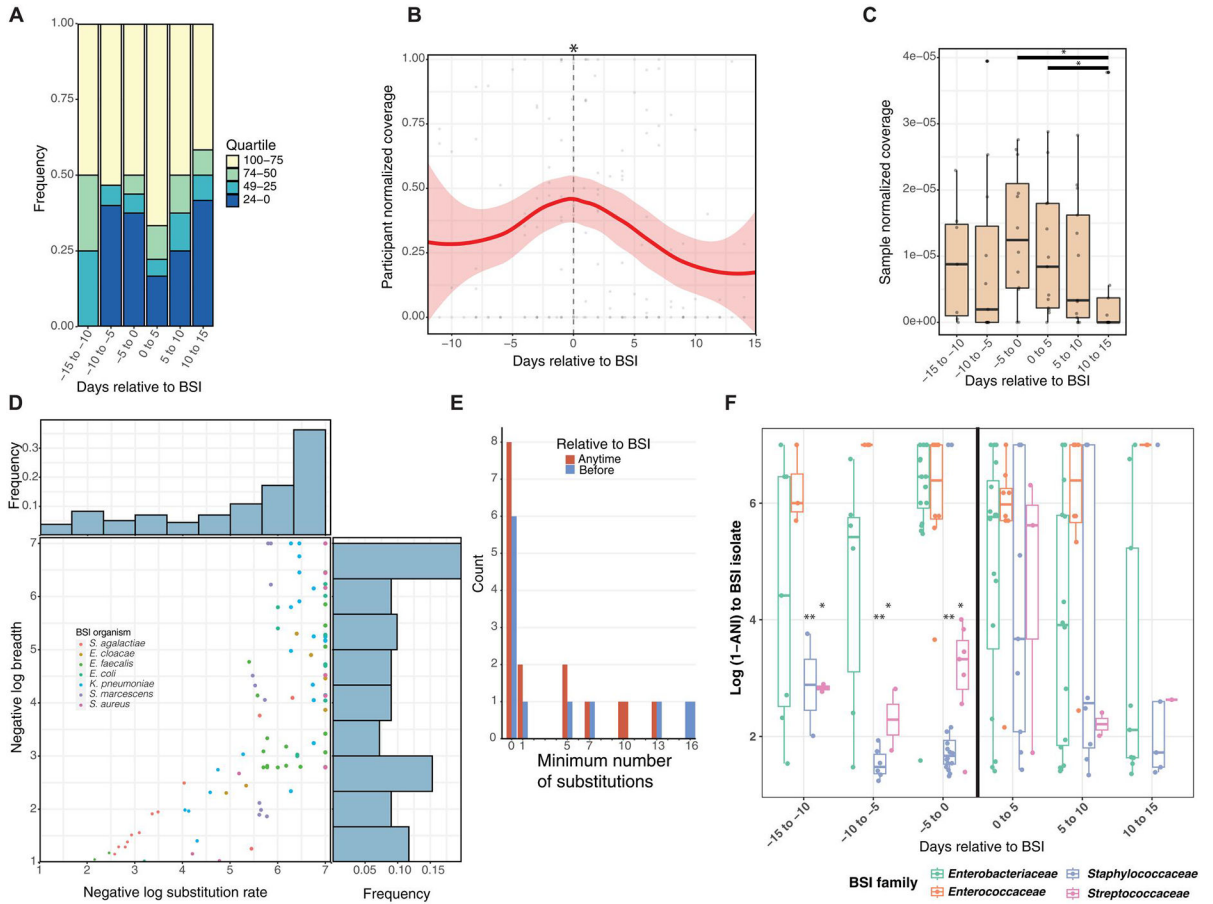 A
1.00
0.75
0.50
0.25
0.00
Frequency
−15 to −10
−10 to −5
−5 to 0
0 to 5
5 to 10
10 to 15
Days relative to BSI
Quartile
100−75
74−50
49−25
24−0
B
*
1.00
0.75
0.50
0.25
0.00
Participant normalized coverage
−10
−5
0
5
10
15
Days relative to BSI
C
*
*
4e−05
3e−05
2e−05
1e−05
0e+00
Sample normalized coverage
−15 to −10
−10 to −5
−5 to 0
0 to 5
5 to 10
10 to 15
Days relative to BSI
D
Frequency
0.3
0.2
0.1
7
6
5
4
3
2
1
Negative log breadth
BSI organism
S. agalactiae
E. cloacae
E. faecalis
E. coli
K. pneumoniae
S. marcescens
S. aureus
1
2
3
4
5
6
7
Negative log substitution rate
0.05
0.10
0.15
Frequency
E
8
7
6
5
4
3
2
1
0
Count
Relative to BSI
Anytime
Before
0
1
5
7
10
13
16
Minimum number
of substitutions
F
6
4
2
Log (1−ANI) to BSI isolate
**
*
**
*
**
*
−15 to −10
−10 to −5
−5 to 0
0 to 5
5 to 10
10 to 15
Days relative to BSI
BSI family
Enterobacteriaceae
Enterococcaceae
Staphylococcaceae
Streptococcaceae